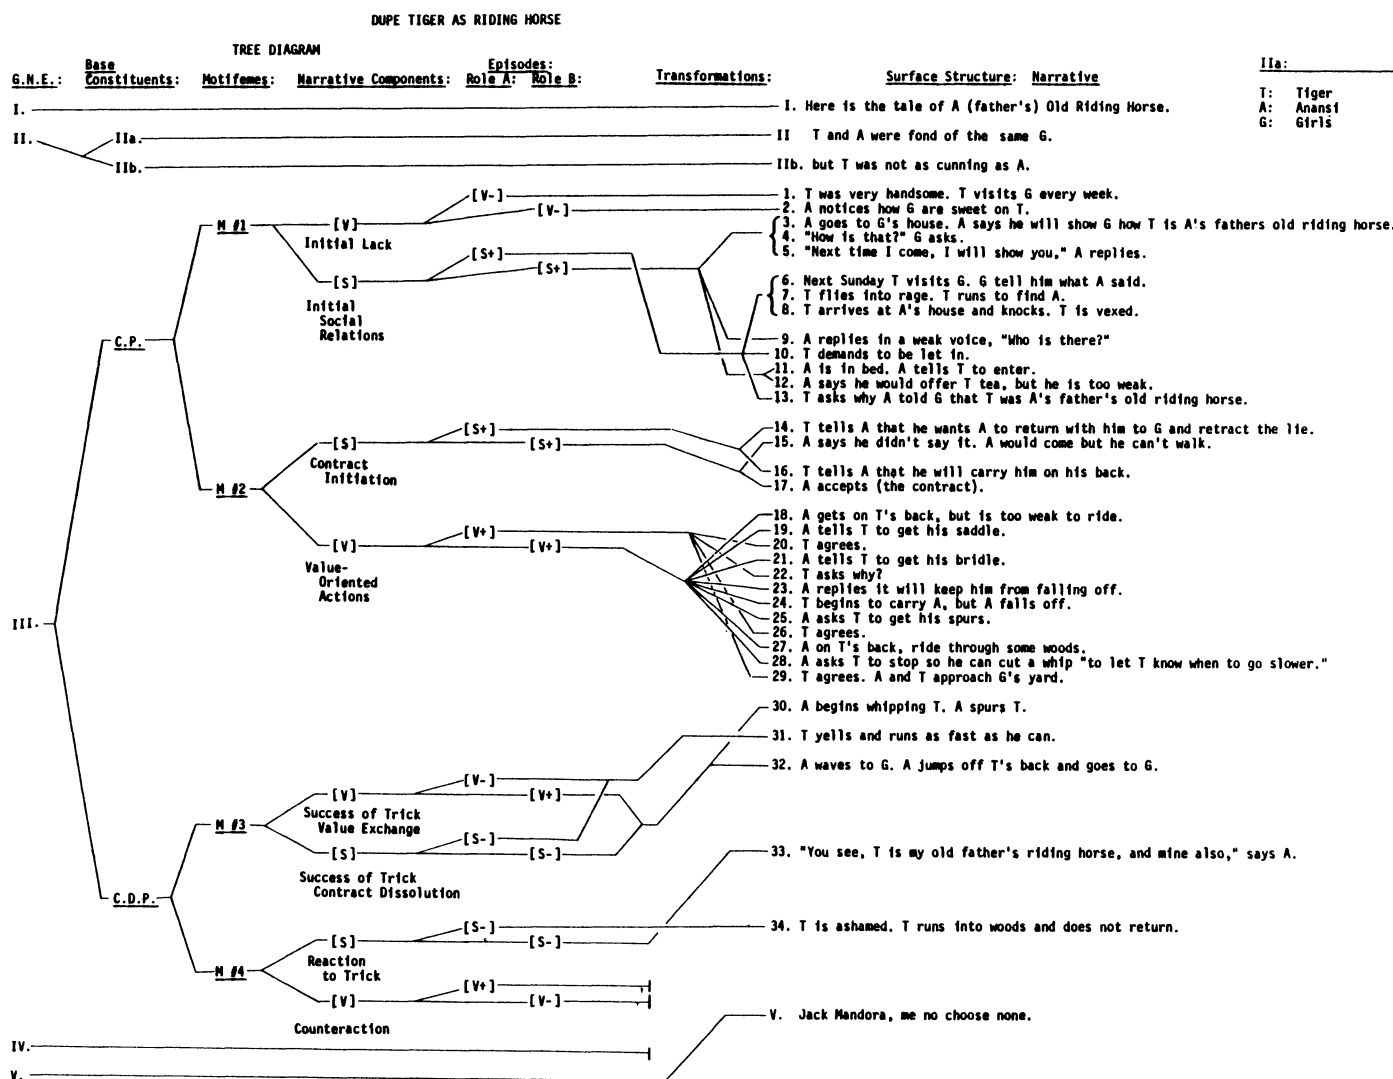 DUPE TIGER AS RIDING HORSE
TREE DIAGRAM
G.N.E.: Base Constituents: Motifemes: Narrative Components: Episodes: Role A: Role B: Transformations: Surface Structure: Narrative
IIa:
T: Tiger
A: Anansi
G: Girls
I. I. Here is the tale of A (father's) Old Riding Horse.
II. IIa. II T and A were fond of the same G.
IIb. IIb. but T was not as cunning as A.
[V-] 1. T was very handsome. T visits G every week.
M #1 [V] [V-] 2. A notices how G are sweet on T.
Initial Lack
3. A goes to G's house. A says he will show G how T is A's fathers old riding horse.
4. "How is that?" G asks.
[S+] 5. "Next time I come, I will show you," A replies.
[S] [S+]
Initial
Social
Relations
6. Next Sunday T visits G. G tell him what A said.
7. T flies into rage. T runs to find A.
8. T arrives at A's house and knocks. T is vexed.
C.P. 9. A replies in a weak voice, "Who is there?"
10. T demands to be let in.
11. A is in bed. A tells T to enter.
12. A says he would offer T tea, but he is too weak.
13. T asks why A told G that T was A's father's old riding horse.
[S+] 14. T tells A that he wants A to return with him to G and retract the lie.
[S] [S+] 15. A says he didn't say it. A would come but he can't walk.
Contract
Initiation
16. T tells A that he will carry him on his back.
M #2 17. A accepts (the contract).
18. A gets on T's back, but is too weak to ride.
[V+] 19. A tells T to get his saddle.
[V] [V+] 20. T agrees.
Value-
Oriented
Actions
21. A tells T to get his bridle.
22. T asks why?
23. A replies it will keep him from falling off.
24. T begins to carry A, but A falls off.
25. A asks T to get his spurs.
III. 26. T agrees.
27. A on T's back, ride through some woods.
28. A asks T to stop so he can cut a whip "to let T know when to go slower."
29. T agrees. A and T approach G's yard.
30. A begins whipping T. A spurs T.
31. T yells and runs as fast as he can.
32. A waves to G. A jumps off T's back and goes to G.
[V-]
[V] [V+]
Success of Trick
Value Exchange
M #3
[S-]
[S] [S-] 33. "You see, T is my old father's riding horse, and mine also," says A.
Success of Trick
Contract Dissolution
C.D.P.
[S-] 34. T is ashamed. T runs into woods and does not return.
[S] [S-]
Reaction
to Trick
M #4
[V+]
[V] [V-]
Counteraction
V. Jack Mandora, me no choose none.
IV.
V.